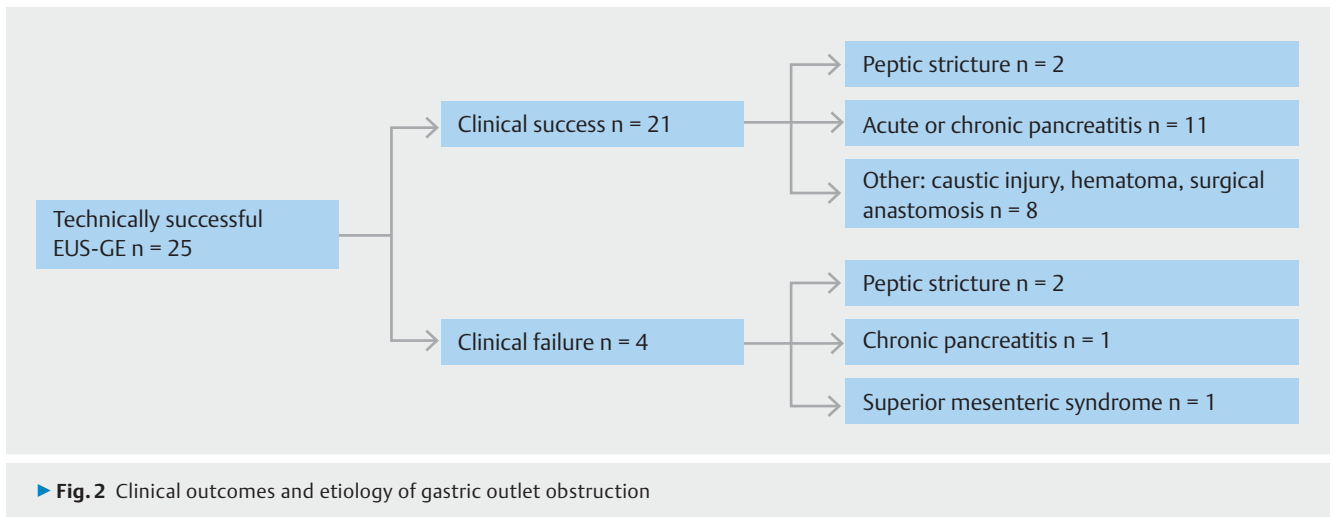 Technically successful
EUS-GE n = 25
Clinical success n = 21
Peptic stricture n = 2
Acute or chronic pancreatitis n = 11
Other: caustic injury, hematoma, surgical
anastomosis n = 8
Clinical failure n = 4
Peptic stricture n = 2
Chronic pancreatitis n = 1
Superior mesenteric syndrome n = 1
▶ Fig. 2 Clinical outcomes and etiology of gastric outlet obstruction